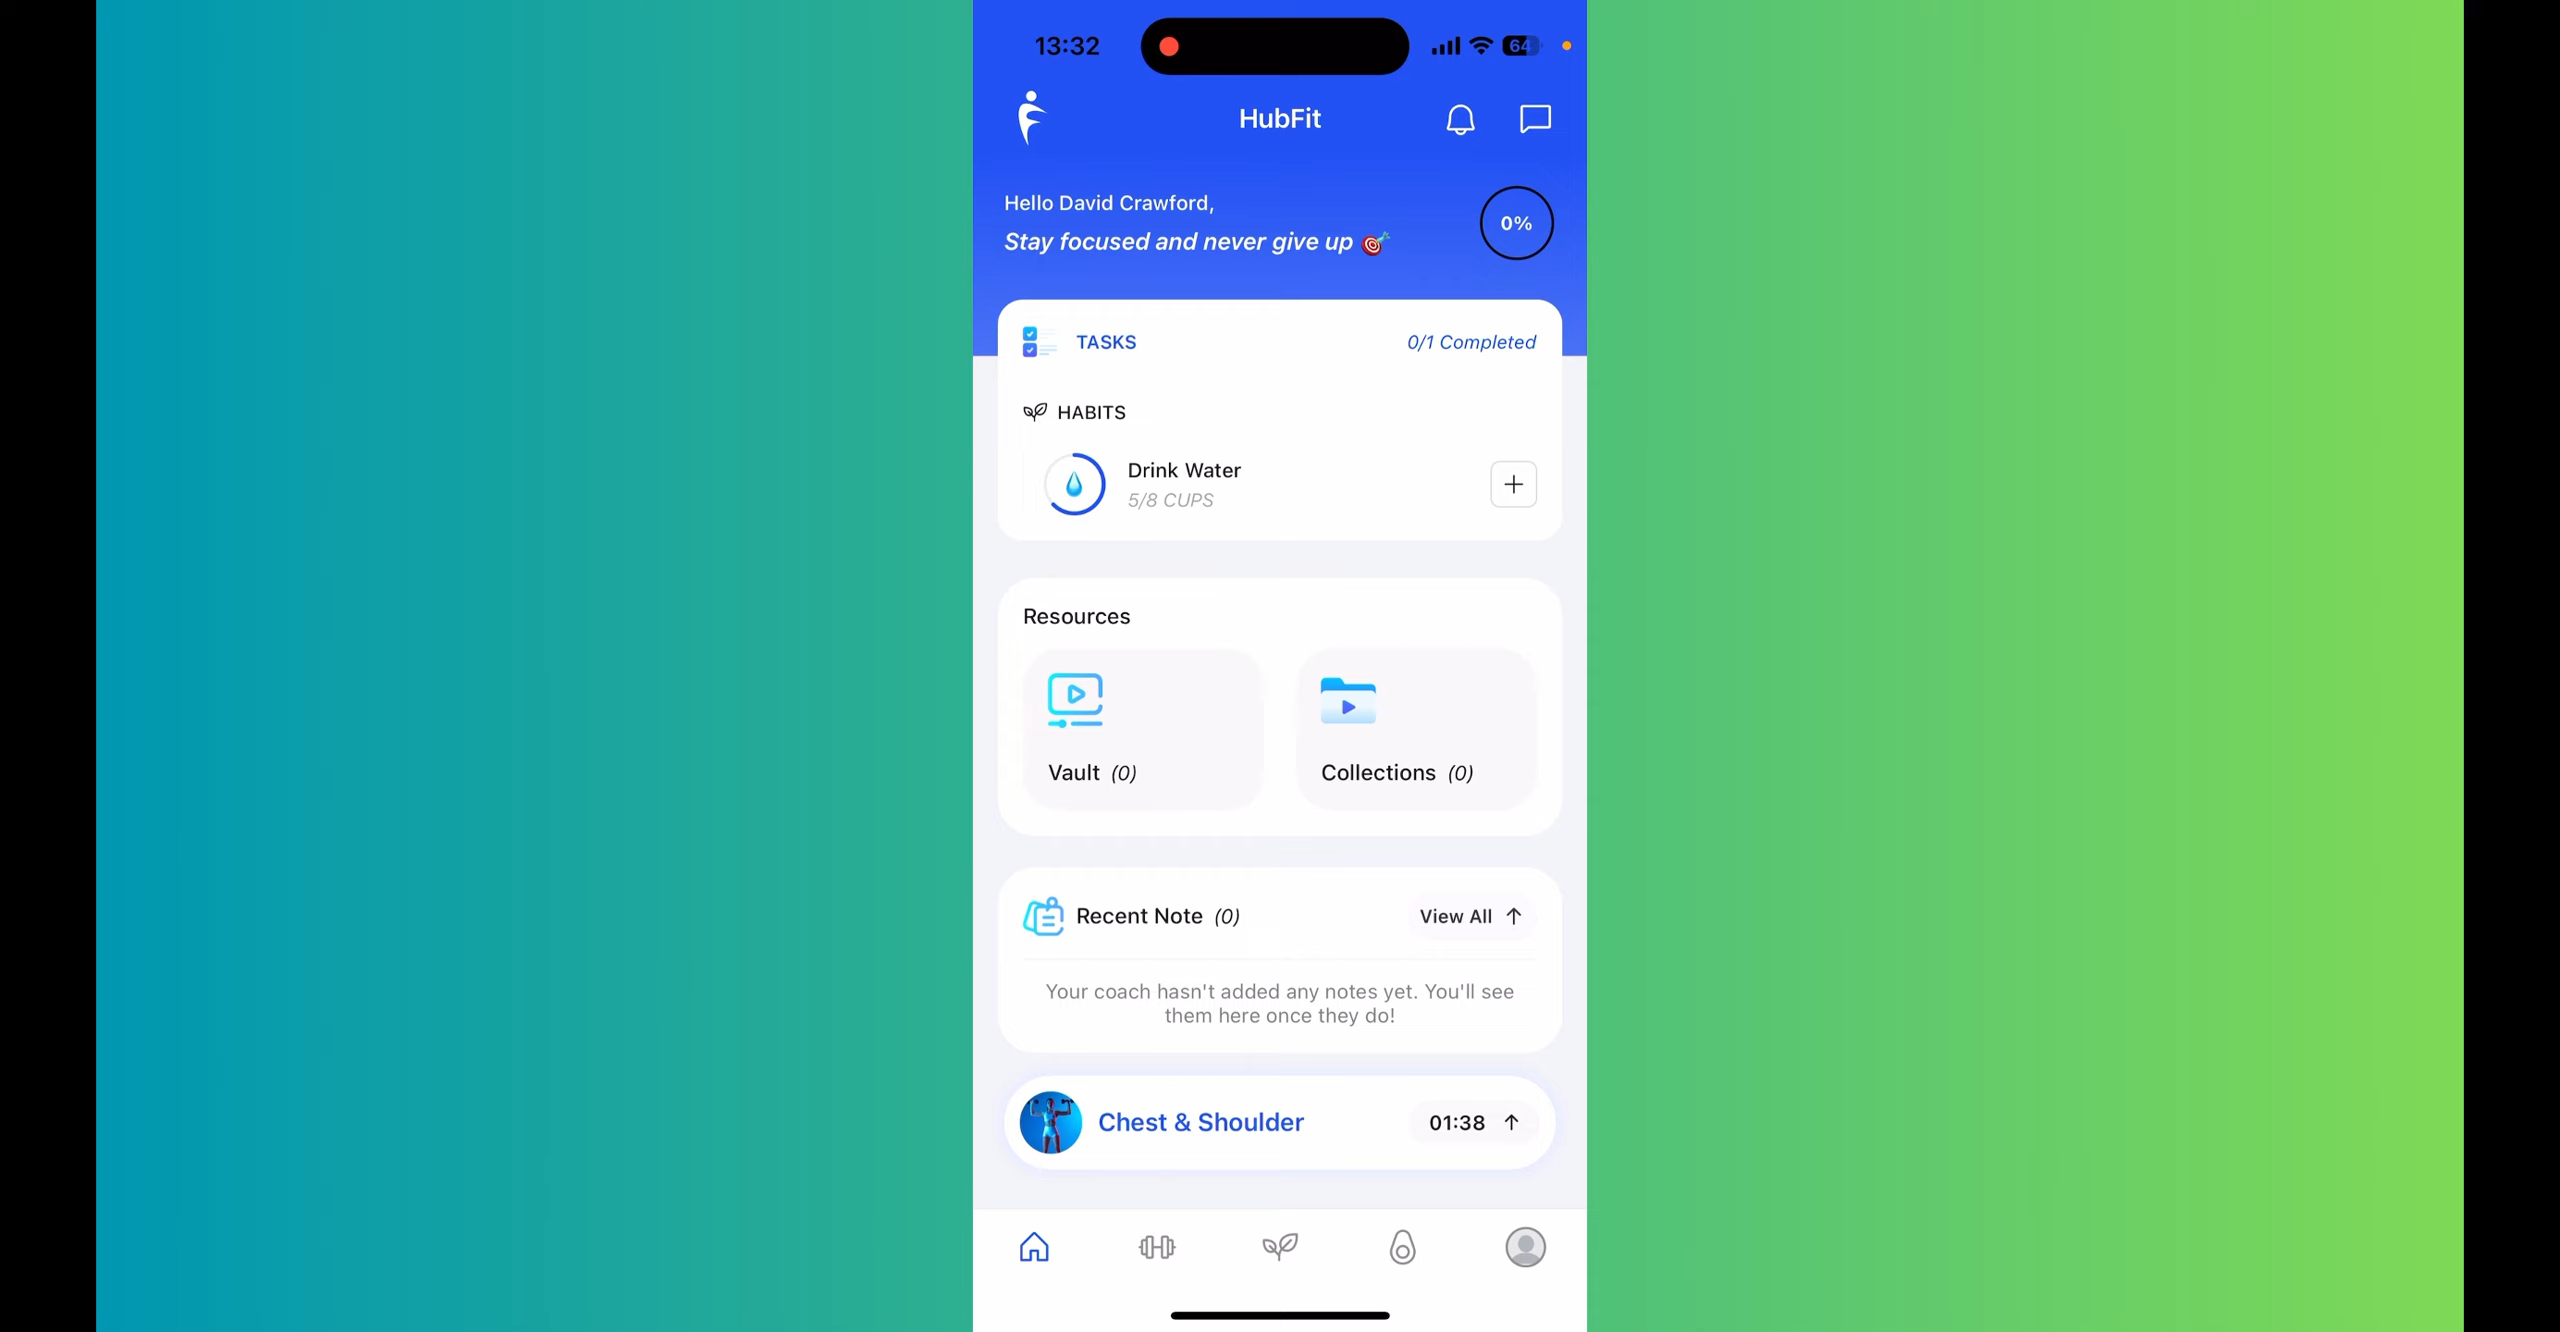 13:32
64
HubFit
Hello David Crawford,
Stay focused and never give up
0%
TASKS
0/1 Completed
HABITS
Drink Water
5/8 CUPS
Resources
Vault (0)
Collections (0)
Recent Note (0)
View All
Your coach hasn't added any notes yet. You'll see
them here once they do!
Chest & Shoulder
01:38